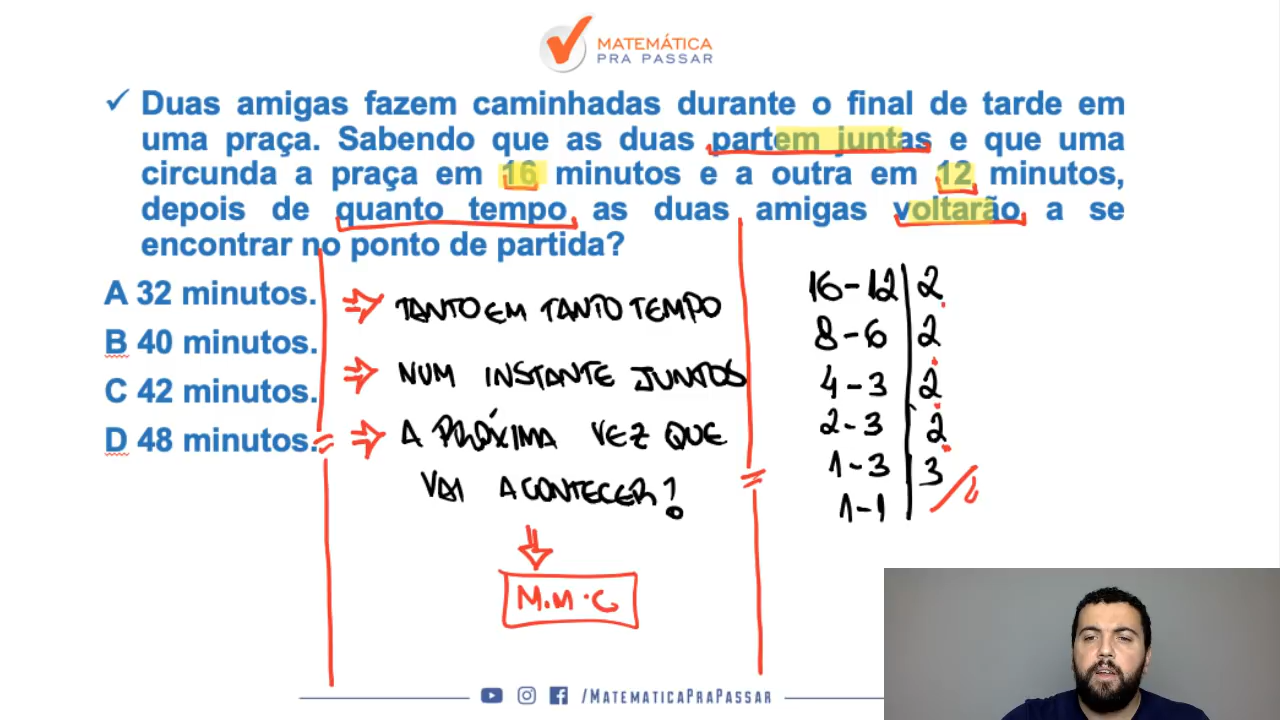 MATEMÁTICA
PRA PASSAR
✓ Duas amigas fazem caminhadas durante o final de tarde em
uma praça. Sabendo que as duas partem juntas e que uma
circunda a praça em 16 minutos e a outra em 12 minutos,
depois de quanto tempo as duas amigas voltarão a se
encontrar no ponto de partida?
A 32 minutos.
B 40 minutos.
C 42 minutos.
D 48 minutos.
⇒ TANTO EM TANTO TEMPO
⇒ NUM INSTANTE JUNTOS
⇒ A PRÓXIMA VEZ QUE
VAI ACONTECER?
M.M.C
16-12 | 2
8-6 | 2
4-3 | 2
2-3 | 2
1-3 | 3
1-1
/MATEMATICAPRAPASSAR